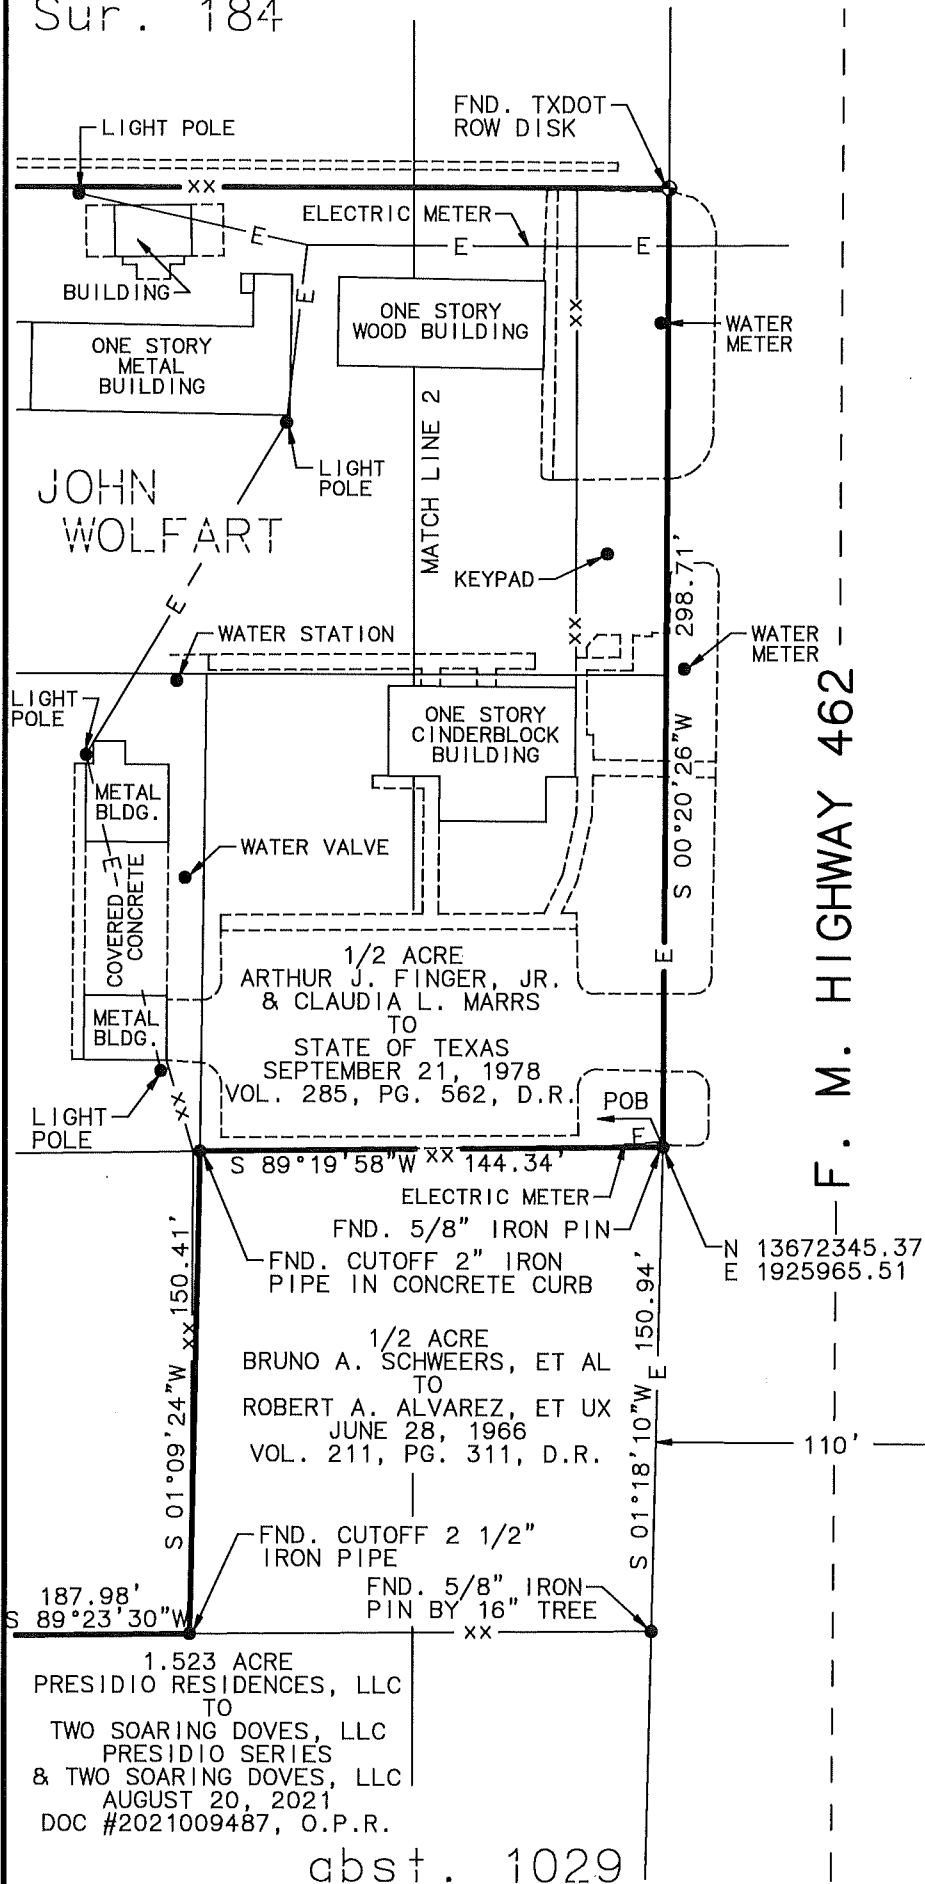 Sur. 184
FND. TXDOT
ROW DISK
LIGHT POLE
XX
ELECTRIC METER
E
E
E
BUILDING
E
ONE STORY
WOOD BUILDING
XX
WATER
METER
ONE STORY
METAL
BUILDING
MATCH LINE 2
LIGHT
POLE
JOHN
WOLFART
KEYPAD
298.71'
E
WATER STATION
XX
WATER
METER
LIGHT
POLE
ONE STORY
CINDERBLOCK
BUILDING
S 00°20'26"W
F. M. HIGHWAY 462
METAL
BLDG.
WATER VALVE
E
COVERED
CONCRETE
1/2 ACRE
ARTHUR J. FINGER, JR.
& CLAUDIA L. MARRS
TO
STATE OF TEXAS
SEPTEMBER 21, 1978
VOL. 285, PG. 562, D.R.
E
METAL
BLDG.
LIGHT
POLE
XX
POB
E
S 89°19'58"W XX 144.34'
ELECTRIC METER
FND. 5/8" IRON PIN
N 13672345.37
E 1925965.51
FND. CUTOFF 2" IRON
PIPE IN CONCRETE CURB
S 01°09'24"W XX 150.41'
1/2 ACRE
BRUNO A. SCHWEERS, ET AL
TO
ROBERT A. ALVAREZ, ET UX
JUNE 28, 1966
VOL. 211, PG. 311, D.R.
S 01°18'10"W E 150.94'
110'
FND. CUTOFF 2 1/2"
IRON PIPE
FND. 5/8" IRON
PIN BY 16" TREE
187.98'
S 89°23'30"W
XX
1.523 ACRE
PRESIDIO RESIDENCES, LLC
TO
TWO SOARING DOVES, LLC
PRESIDIO SERIES
& TWO SOARING DOVES, LLC
AUGUST 20, 2021
DOC #2021009487, O.P.R.
abst. 1029